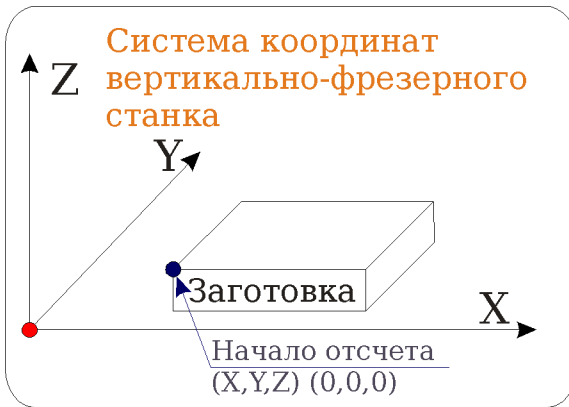 Система координат
вертикально-фрезерного
станка
Z
Y
Заготовка
X
Начало отсчета
(X,Y,Z) (0,0,0)